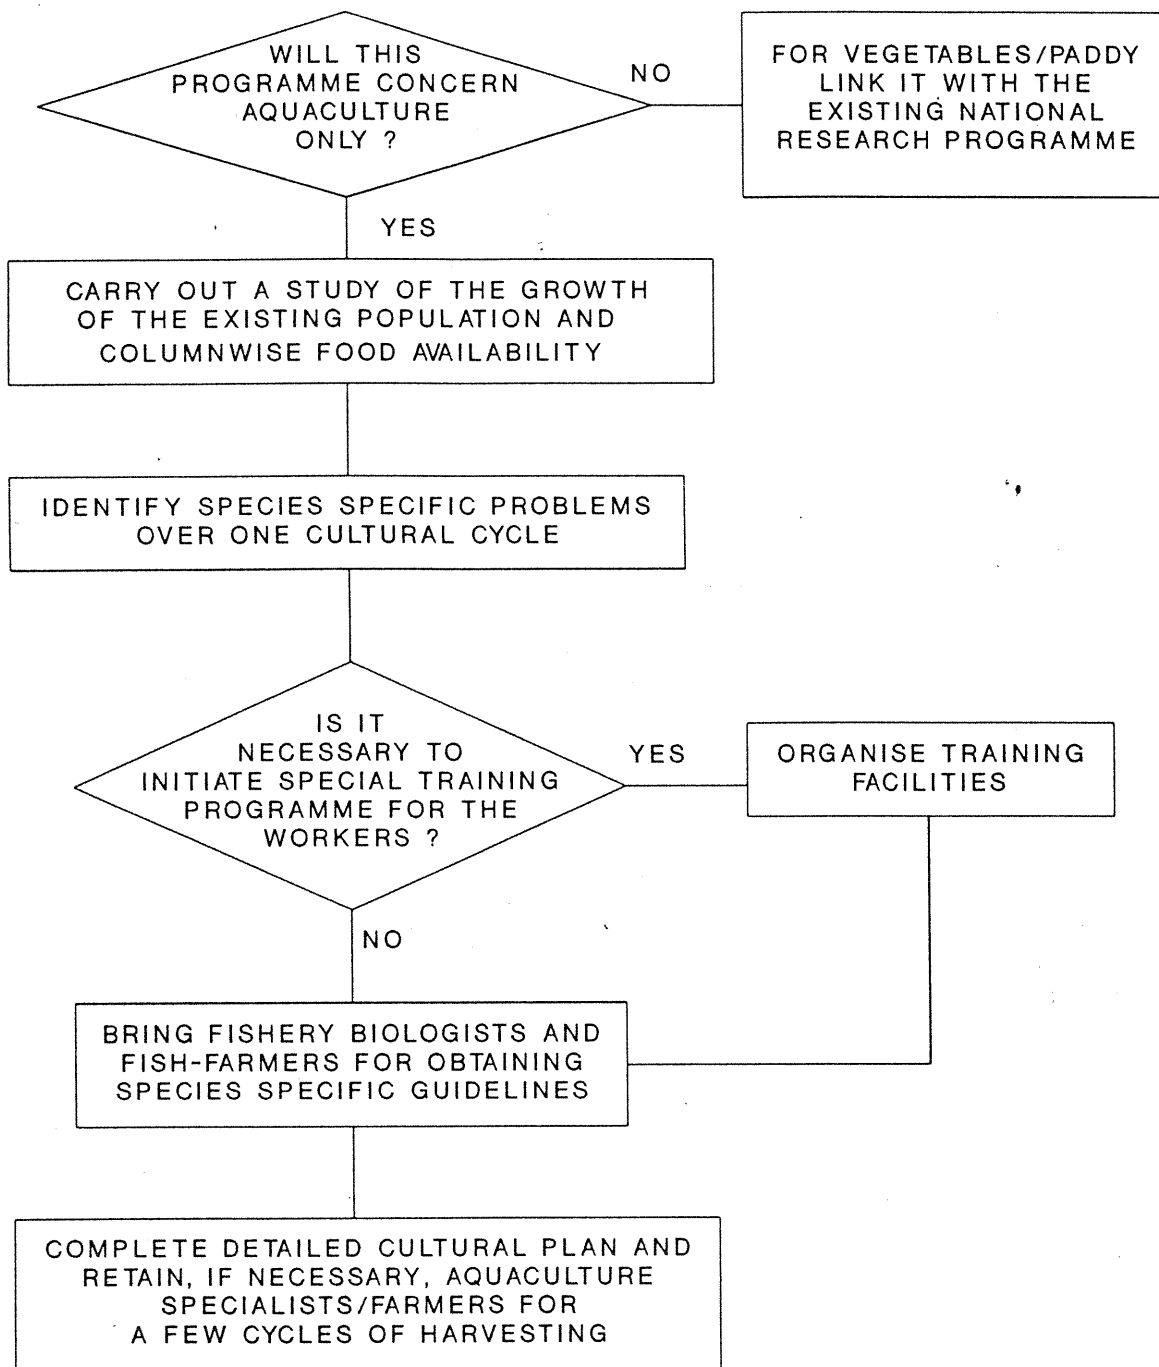 WILL THIS
PROGRAMME CONCERN
AQUACULTURE
ONLY ?
NO
FOR VEGETABLES/PADDY
LINK IT WITH THE
EXISTING NATIONAL
RESEARCH PROGRAMME
YES
CARRY OUT A STUDY OF THE GROWTH
OF THE EXISTING POPULATION AND
COLUMNWISE FOOD AVAILABILITY
IDENTIFY SPECIES SPECIFIC PROBLEMS
OVER ONE CULTURAL CYCLE
IS IT
NECESSARY TO
INITIATE SPECIAL TRAINING
PROGRAMME FOR THE
WORKERS ?
YES
ORGANISE TRAINING
FACILITIES
NO
BRING FISHERY BIOLOGISTS AND
FISH-FARMERS FOR OBTAINING
SPECIES SPECIFIC GUIDELINES
COMPLETE DETAILED CULTURAL PLAN AND
RETAIN, IF NECESSARY, AQUACULTURE
SPECIALISTS/FARMERS FOR
A FEW CYCLES OF HARVESTING